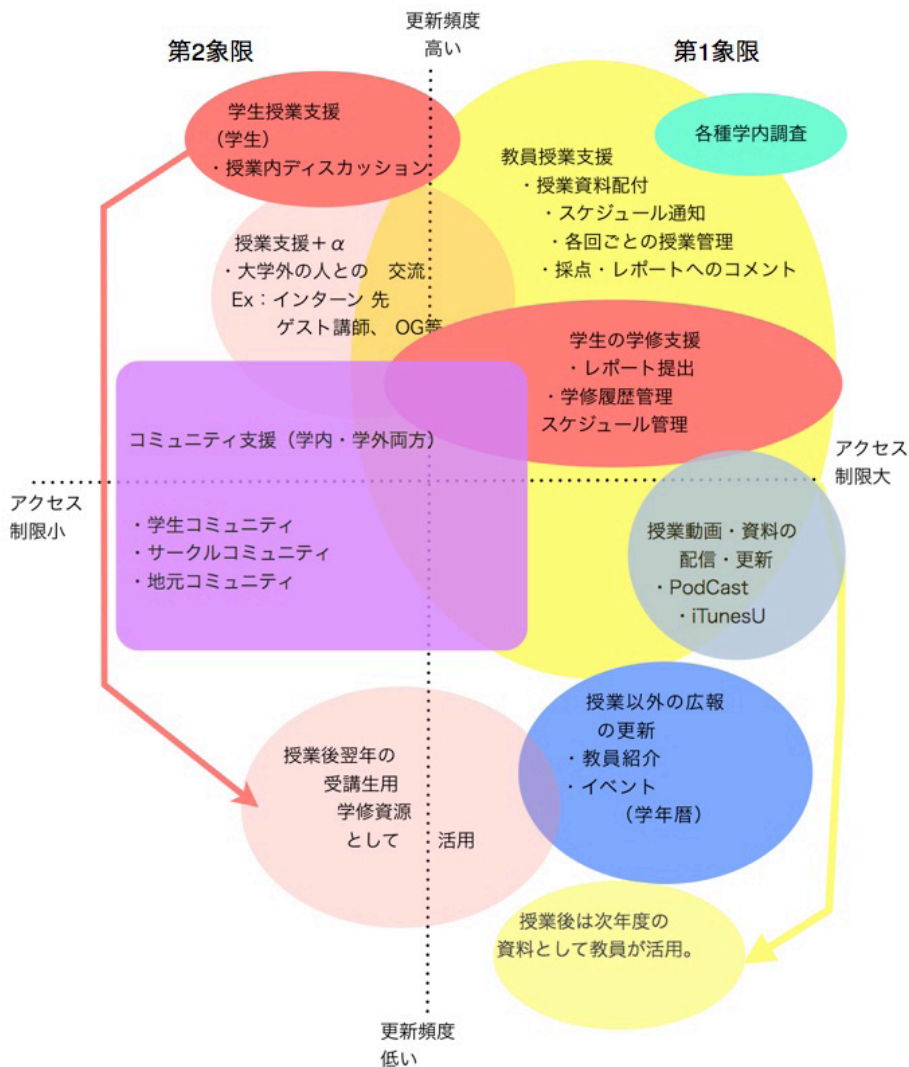 更新頻度
高い
第2象限
第1象限
学生授業支援
（学生）
・授業内ディスカッション
各種学内調査
教員授業支援
・授業資料配付
・スケジュール通知
・各回ごとの授業管理
・採点・レポートへのコメント
授業支援＋α
・大学外の人との 交流
Ex：インターン 先
ゲスト講師、 OG等
学生の学修支援
・レポート提出
・学修履歴管理
スケジュール管理
コミュニティ支援（学内・学外両方）
アクセス
制限大
アクセス
制限小
・学生コミュニティ
・サークルコミュニティ
・地元コミュニティ
授業動画・資料の
配信・更新
・PodCast
・iTunesU
授業以外の広報
の更新
・教員紹介
・イベント
（学年暦）
授業後翌年の
受講生用
学修資源
として 活用
授業後は次年度の
資料として教員が活用。
更新頻度
低い